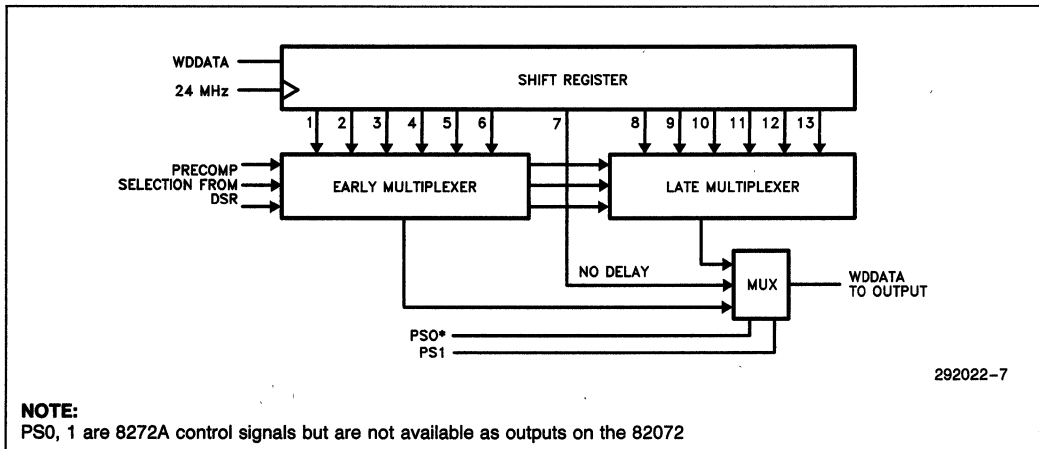 WDDATA
24 MHz
SHIFT REGISTER
1 2 3 4 5 6 7 8 9 10 11 12 13
PRECOMP
SELECTION FROM
DSR
EARLY MULTIPLEXER
LATE MULTIPLEXER
NO DELAY
MUX
WDDATA
TO OUTPUT
PS0*
PS1
292022-7
NOTE:
PS0, 1 are 8272A control signals but are not available as outputs on the 82072